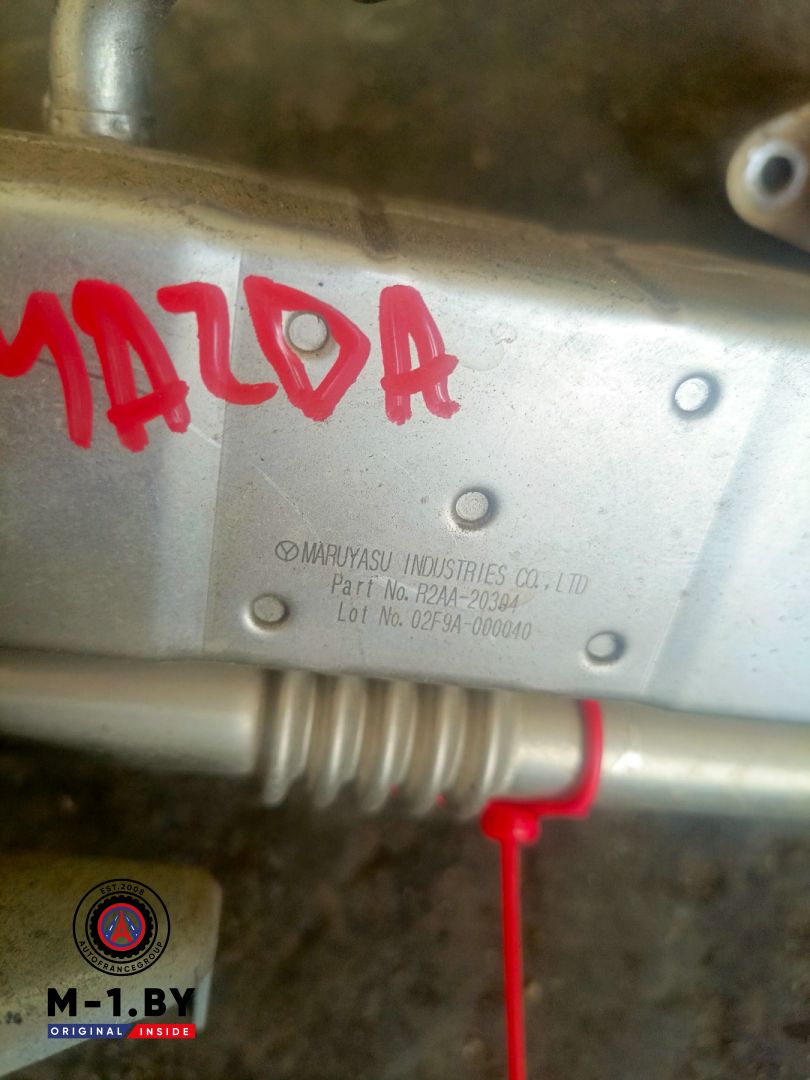 MAZDA
MARUYASU INDUSTRIES CO., LTD
Part No. R2AA-20304
Lot No. 02F9A-000040
EST.2008
AUTOFRANCEGROUP
M-1.BY
ORIGINAL INSIDE